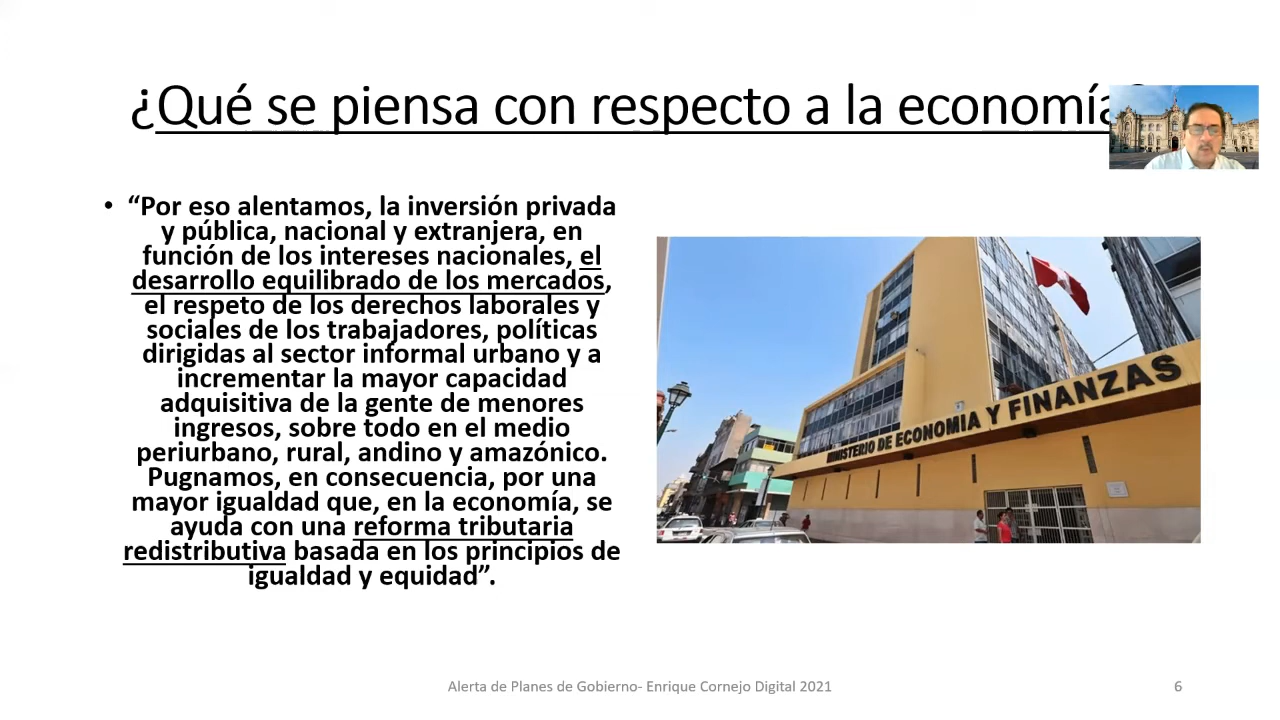 ¿Qué se piensa con respecto a la economía?
• “Por eso alentamos, la inversión privada
y pública, nacional y extranjera, en
función de los intereses nacionales, el
desarrollo equilibrado de los mercados,
el respeto de los derechos laborales y
sociales de los trabajadores, políticas
dirigidas al sector informal urbano y a
incrementar la mayor capacidad
adquisitiva de la gente de menores
ingresos, sobre todo en el medio
periurbano, rural, andino y amazónico.
Pugnamos, en consecuencia, por una
mayor igualdad que, en la economía, se
ayuda con una reforma tributaria
redistributiva basada en los principios de
igualdad y equidad”.
MINISTERIO DE ECONOMIA Y FINANZAS
Alerta de Planes de Gobierno- Enrique Cornejo Digital 2021
6